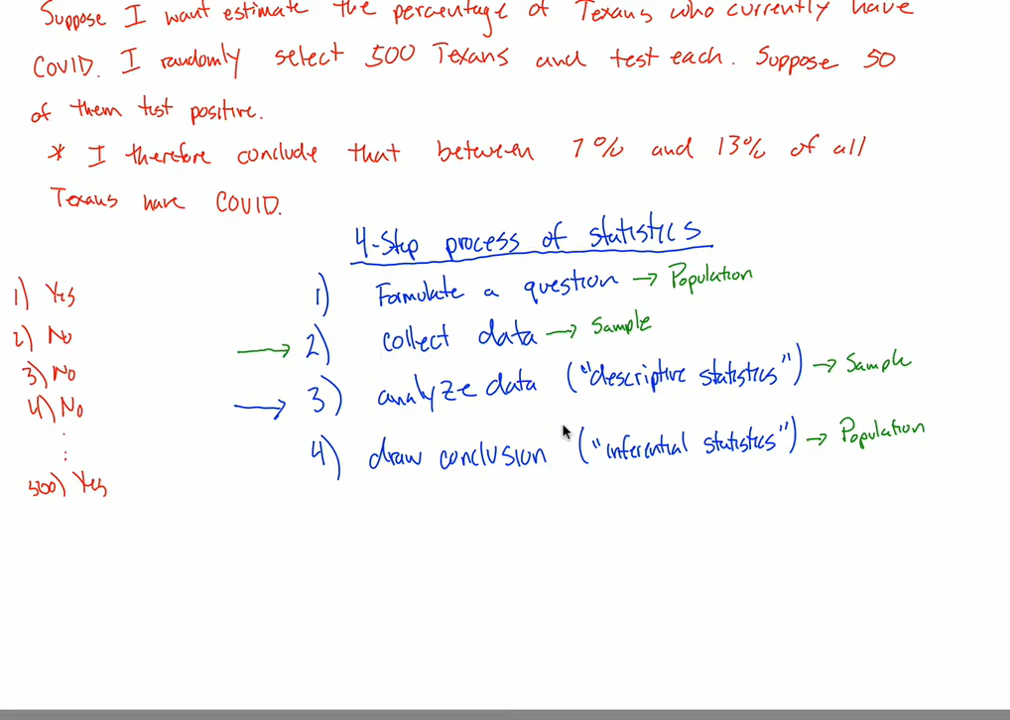 Suppose I want estimate the percentage of Texans who currently have
COVID. I randomly select 500 Texans and test each. Suppose 50
of them test positive.
* I therefore conclude that between 7% and 13% of all
Texans have COVID.
4-Step process of statistics
1) Formulate a question → Population
2) collect data → Sample
3) analyze data ("descriptive statistics") → Sample
4) draw conclusion ("inferential statistics") → Population
1) Yes
2) No
3) No
4) No
:
500) Yes